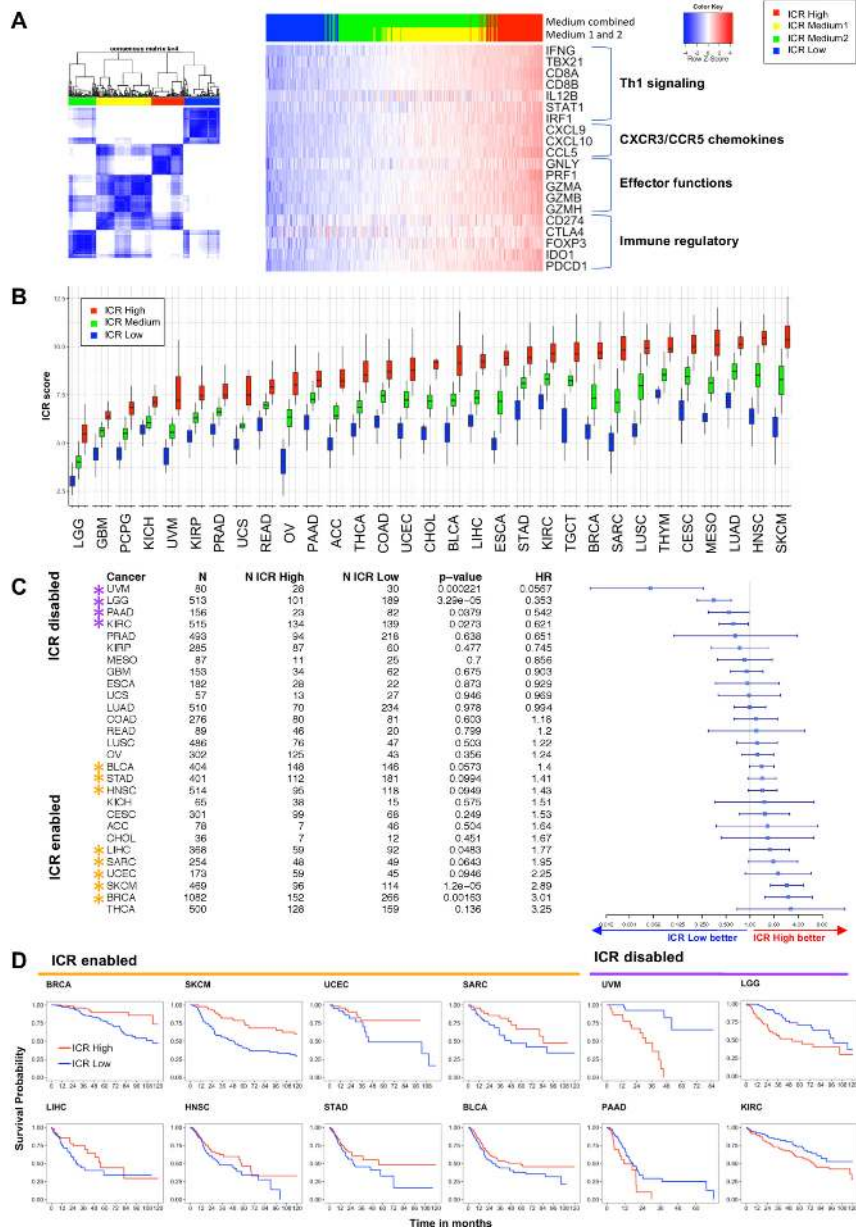 A
consensus matrix k=4
Medium combined
Medium 1 and 2
Color Key
Row Z-Score
ICR High
ICR Medium1
ICR Medium2
ICR Low
IFNG
TBX21
CD8A
CD8B
IL12B
STAT1
IRF1
CXCL9
CXCL10
CCL5
GNLY
PRF1
GZMA
GZMB
GZMH
CD274
CTLA4
FOXP3
IDO1
PDCD1
Th1 signaling
CXCR3/CCR5 chemokines
Effector functions
Immune regulatory
B
ICR High
ICR Medium
ICR Low
ICR score
12.5
10.0
7.5
5.0
2.5
LGG GBM PCPG KICH UVM KIRP PRAD UCS READ OV PAAD ACC THCA COAD UCEC CHOL BLCA LIHC ESCA STAD KIRC TGCT BRCA SARC LUSC THYM CESC MESO LUAD HNSC SKCM
C
ICR disabled
ICR enabled
Cancer N N ICR High N ICR Low p-value HR
UVM 80 28 30 0.000221 0.0567
LGG 513 101 189 3.29e-05 0.353
PAAD 156 23 82 0.0379 0.542
KIRC 515 134 139 0.0273 0.621
PRAD 493 94 218 0.638 0.651
KIRP 285 87 60 0.477 0.745
MESO 87 11 25 0.7 0.856
GBM 153 34 62 0.675 0.903
ESCA 182 28 22 0.873 0.929
UCS 57 13 27 0.946 0.969
LUAD 510 70 234 0.978 0.994
COAD 276 80 81 0.603 1.18
READ 89 46 20 0.799 1.2
LUSC 486 76 47 0.503 1.22
OV 302 125 43 0.356 1.24
BLCA 404 148 146 0.0573 1.4
STAD 401 112 181 0.0994 1.41
HNSC 514 95 118 0.0949 1.43
KICH 65 38 15 0.575 1.51
CESC 301 99 68 0.249 1.53
ACC 78 7 46 0.504 1.64
CHOL 36 7 12 0.451 1.67
LIHC 368 59 92 0.0483 1.77
SARC 254 48 49 0.0643 1.95
UCEC 173 59 45 0.0946 2.25
SKCM 469 96 114 1.2e-05 2.89
BRCA 1082 152 266 0.00163 3.01
THCA 500 128 159 0.136 3.25
ICR Low better
ICR High better
D
ICR enabled
ICR disabled
BRCA SKCM UCEC SARC UVM LGG
ICR High
ICR Low
Survival Probability
LIHC HNSC STAD BLCA PAAD KIRC
Time in months